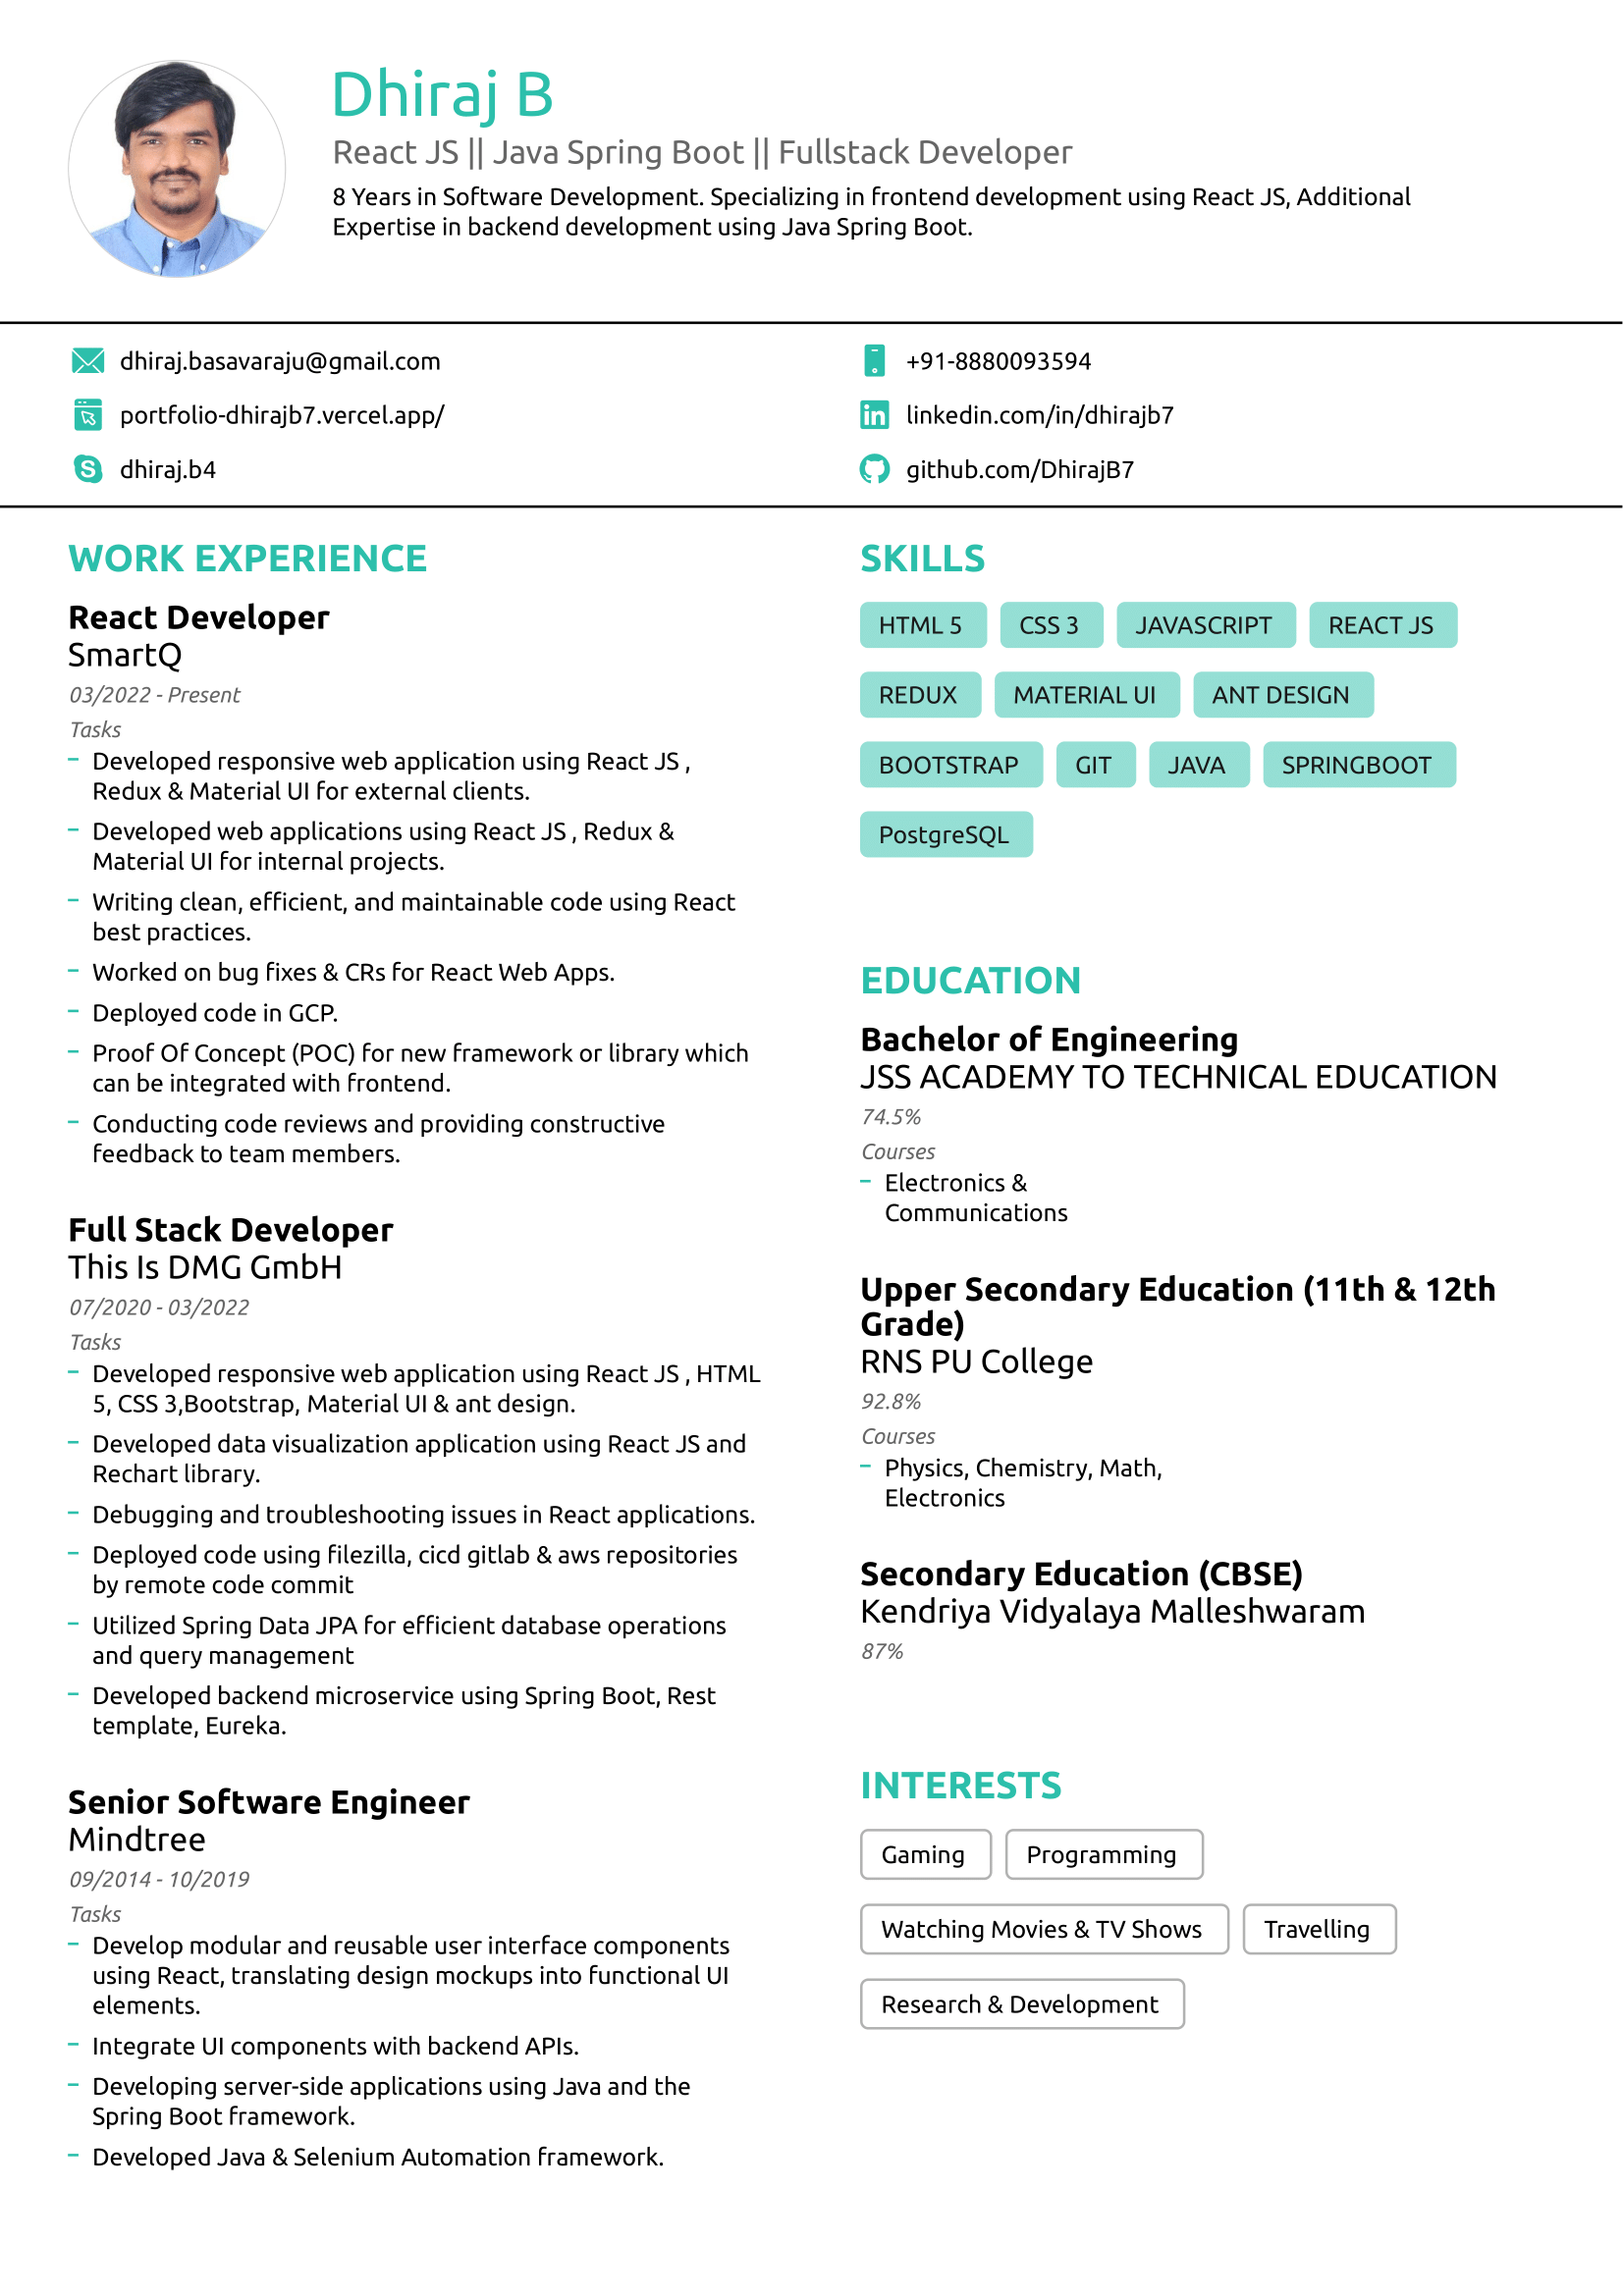 Dhiraj B
React JS || Java Spring Boot || Fullstack Developer
8 Years in Software Development. Specializing in frontend development using React JS, Additional
Expertise in backend development using Java Spring Boot.
dhiraj.basavaraju@gmail.com
+91-8880093594
portfolio-dhirajb7.vercel.app/
linkedin.com/in/dhirajb7
dhiraj.b4
github.com/DhirajB7
WORK EXPERIENCE
React Developer
SmartQ
03/2022 - Present
Tasks
– Developed responsive web application using React JS ,
Redux & Material UI for external clients.
– Developed web applications using React JS , Redux &
Material UI for internal projects.
– Writing clean, efficient, and maintainable code using React
best practices.
– Worked on bug fixes & CRs for React Web Apps.
– Deployed code in GCP.
– Proof Of Concept (POC) for new framework or library which
can be integrated with frontend.
– Conducting code reviews and providing constructive
feedback to team members.
Full Stack Developer
This Is DMG GmbH
07/2020 - 03/2022
Tasks
– Developed responsive web application using React JS , HTML
5, CSS 3,Bootstrap, Material UI & ant design.
– Developed data visualization application using React JS and
Rechart library.
– Debugging and troubleshooting issues in React applications.
– Deployed code using filezilla, cicd gitlab & aws repositories
by remote code commit
– Utilized Spring Data JPA for efficient database operations
and query management
– Developed backend microservice using Spring Boot, Rest
template, Eureka.
Senior Software Engineer
Mindtree
09/2014 - 10/2019
Tasks
– Develop modular and reusable user interface components
using React, translating design mockups into functional UI
elements.
– Integrate UI components with backend APIs.
– Developing server-side applications using Java and the
Spring Boot framework.
– Developed Java & Selenium Automation framework.
SKILLS
HTML 5 CSS 3 JAVASCRIPT REACT JS
REDUX MATERIAL UI ANT DESIGN
BOOTSTRAP GIT JAVA SPRINGBOOT
PostgreSQL
EDUCATION
Bachelor of Engineering
JSS ACADEMY TO TECHNICAL EDUCATION
74.5%
Courses
– Electronics &
Communications
Upper Secondary Education (11th & 12th
Grade)
RNS PU College
92.8%
Courses
– Physics, Chemistry, Math,
Electronics
Secondary Education (CBSE)
Kendriya Vidyalaya Malleshwaram
87%
INTERESTS
Gaming Programming
Watching Movies & TV Shows Travelling
Research & Development